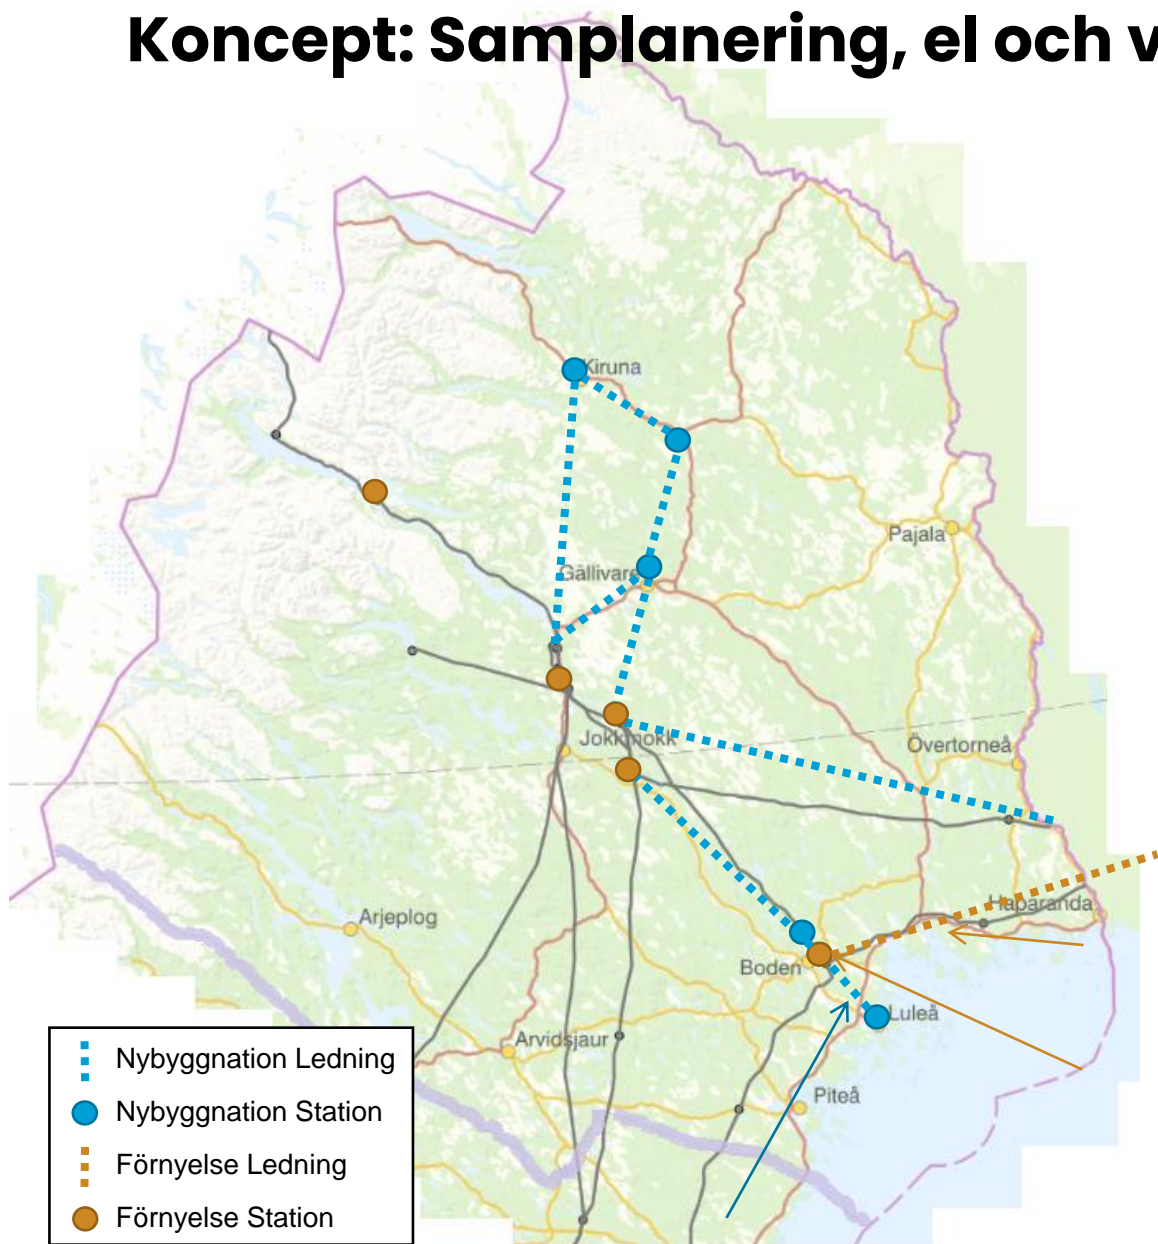 Koncept: Samplanering, el och v
Kiruna
Pajala
Gällivare
Jokkmokk
Övertorneå
Arjeplog
Haparanda
Boden
Luleå
Arvidsjaur
Piteå
Nybyggnation Ledning
Nybyggnation Station
Förnyelse Ledning
Förnyelse Station